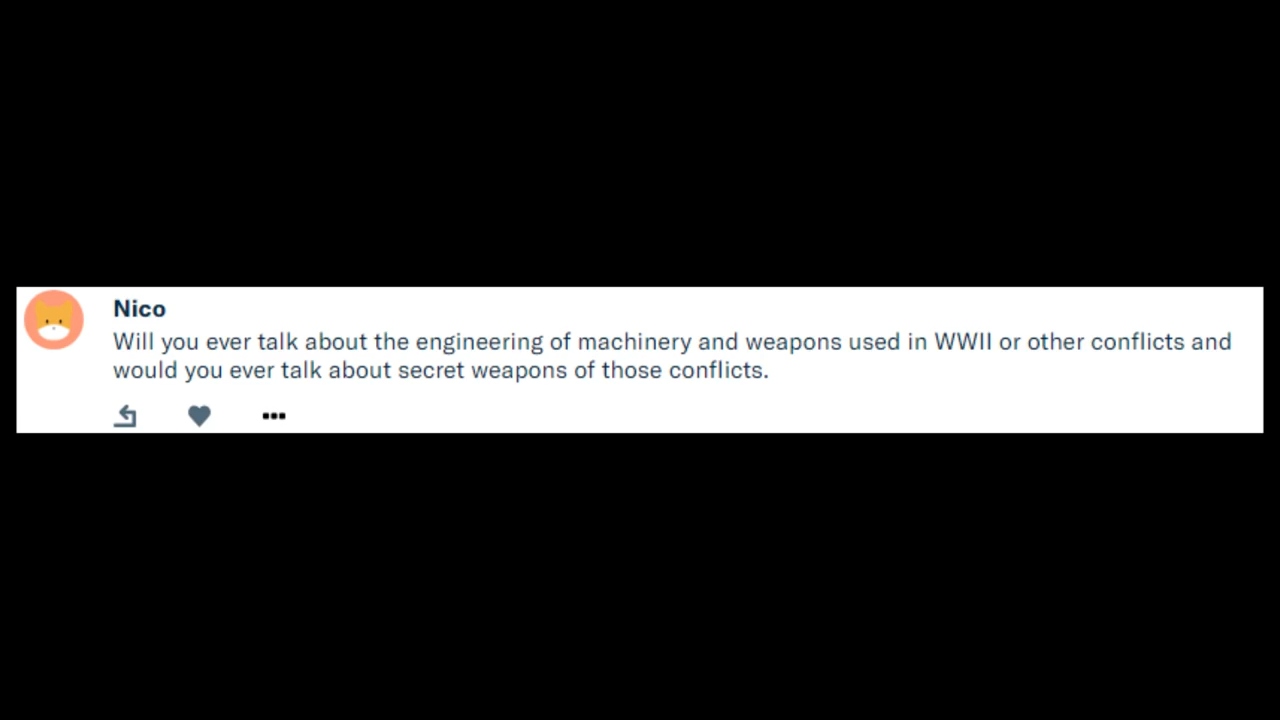 Nico
Will you ever talk about the engineering of machinery and weapons used in WWII or other conflicts and
would you ever talk about secret weapons of those conflicts.